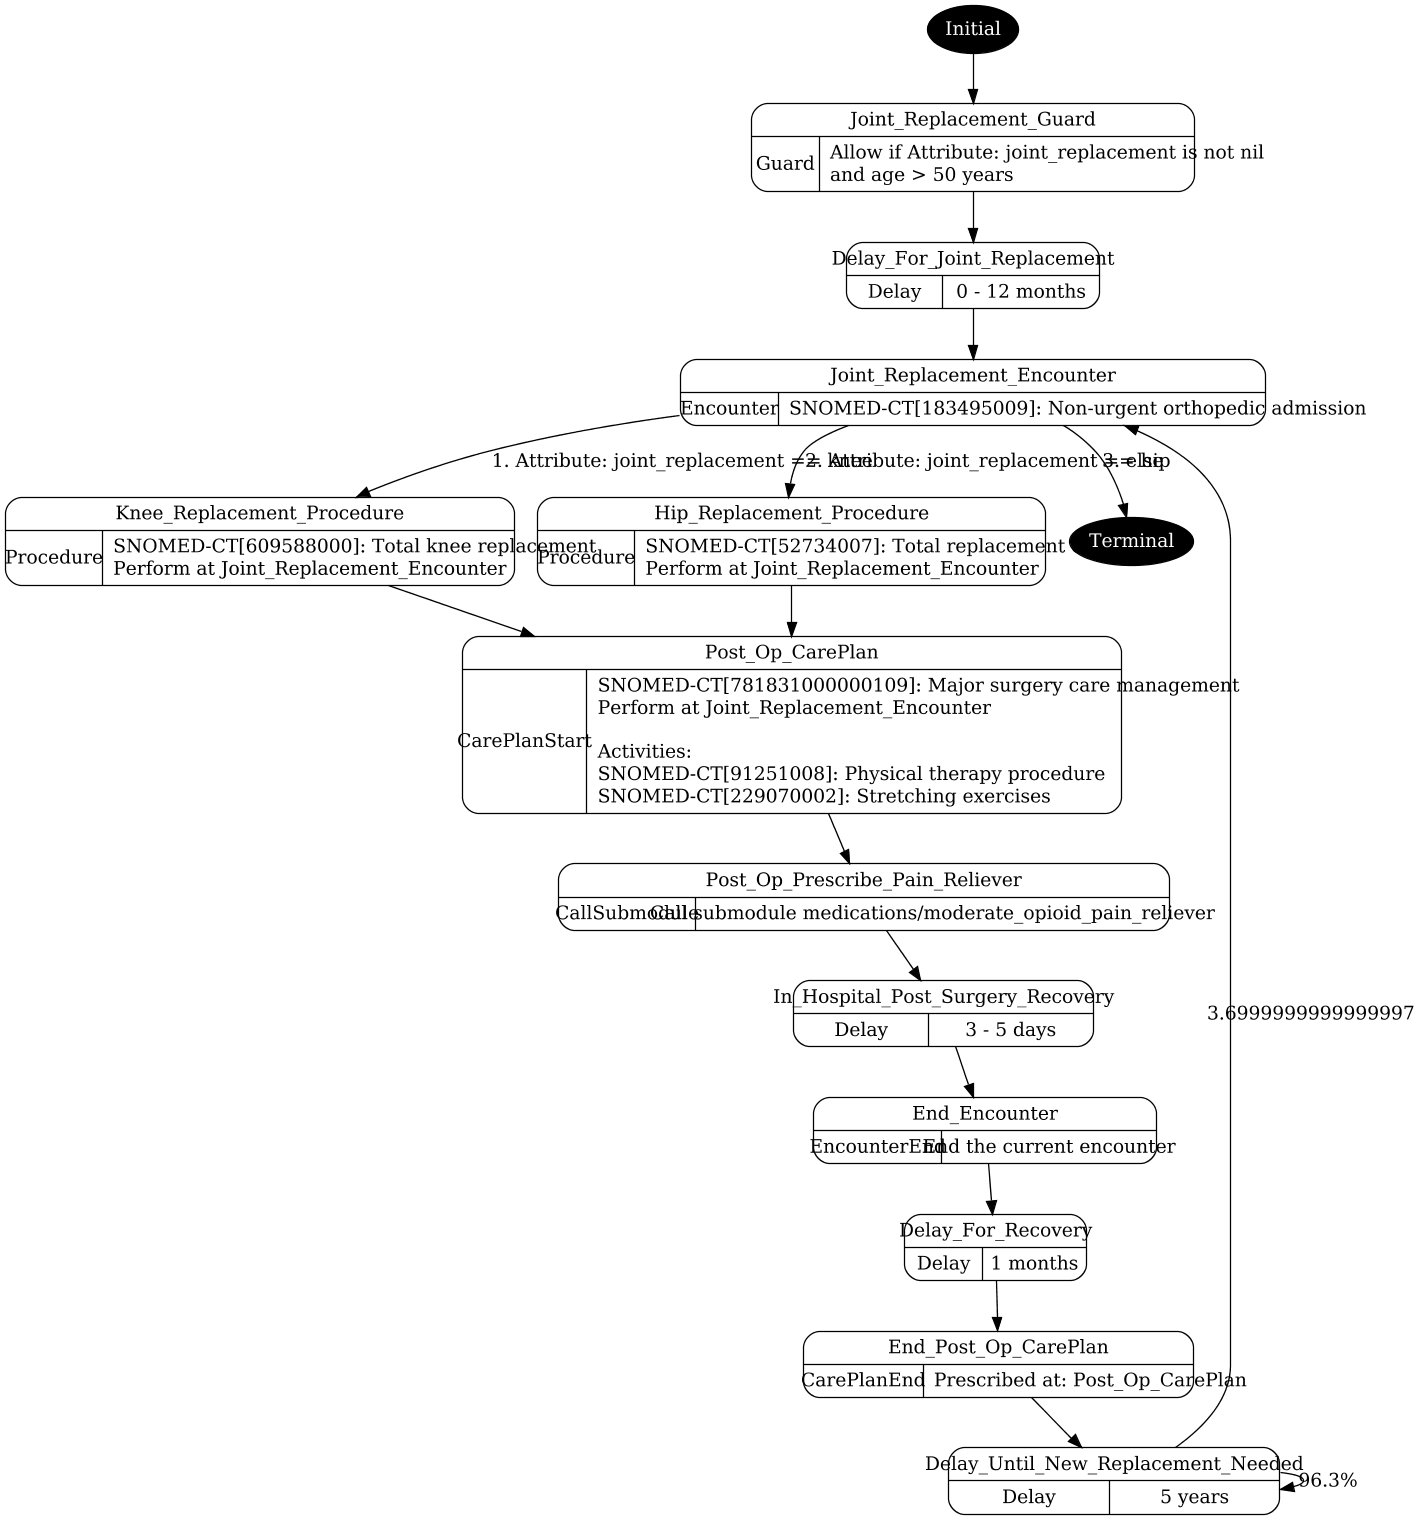 Initial
Joint_Replacement_Guard
Guard
Allow if Attribute: joint_replacement is not nil
and age > 50 years
Delay_For_Joint_Replacement
Delay
0 - 12 months
Joint_Replacement_Encounter
Encounter
SNOMED-CT[183495009]: Non-urgent orthopedic admission
1. Attribute: joint_replacement == knee
2. Attribute: joint_replacement == hip
3. else
Knee_Replacement_Procedure
Procedure
SNOMED-CT[609588000]: Total knee replacement
Perform at Joint_Replacement_Encounter
Hip_Replacement_Procedure
Procedure
SNOMED-CT[52734007]: Total replacement
Perform at Joint_Replacement_Encounter
Terminal
Post_Op_CarePlan
CarePlanStart
SNOMED-CT[781831000000109]: Major surgery care management
Perform at Joint_Replacement_Encounter
Activities:
SNOMED-CT[91251008]: Physical therapy procedure
SNOMED-CT[229070002]: Stretching exercises
Post_Op_Prescribe_Pain_Reliever
CallSubmodule
Call submodule medications/moderate_opioid_pain_reliever
In_Hospital_Post_Surgery_Recovery
Delay
3 - 5 days
3.6999999999999997
End_Encounter
EncounterEnd
End the current encounter
Delay_For_Recovery
Delay
1 months
End_Post_Op_CarePlan
CarePlanEnd
Prescribed at: Post_Op_CarePlan
Delay_Until_New_Replacement_Needed
Delay
5 years
96.3%